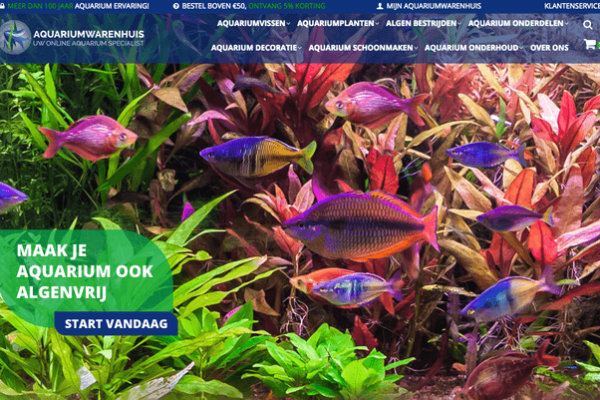 MEER DAN 100 JAAR AQUARIUM ERVARING! BESTEL BOVEN €50, ONTVANG 5% KORTING MIJN AQUARIUMWARENHUIS KLANTENSERVICE
AQUARIUMWARENHUIS
UW ONLINE AQUARIUM SPECIALIST
AQUARIUMVISSEN AQUARIUMPLANTEN ALGEN BESTRIJDEN AQUARIUM ONDERDELEN
AQUARIUM DECORATIE AQUARIUM SCHOONMAKEN AQUARIUM ONDERHOUD OVER ONS
MAAK JE
AQUARIUM OOK
ALGENVRIJ
START VANDAAG